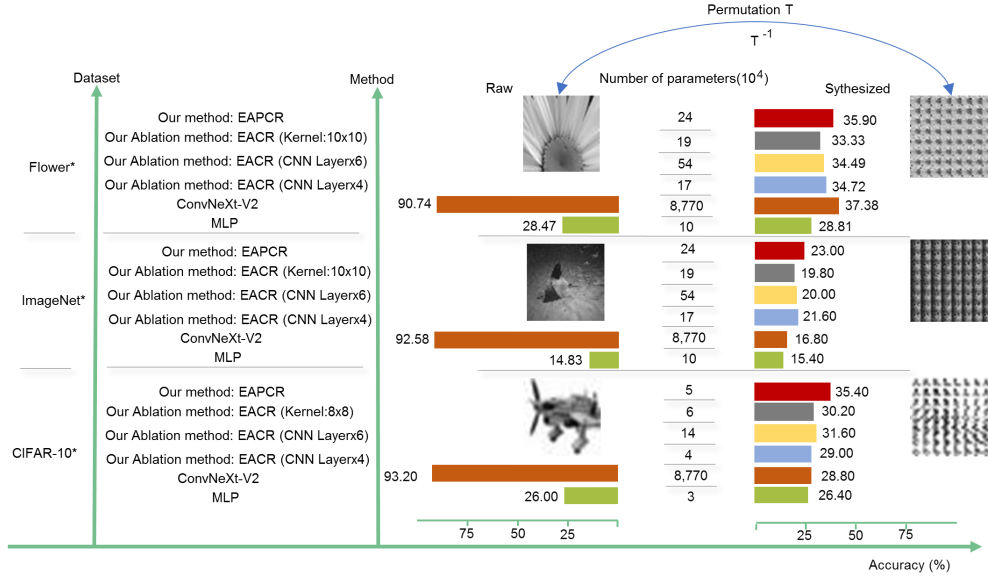 Permutation T
T -1
Dataset
Method
Raw
Number of parameters(10^4)
Sythesized
Flower*
Our method: EAPCR
24
35.90
Our Ablation method: EACR (Kernel:10x10)
19
33.33
Our Ablation method: EACR (CNN Layerx6)
54
34.49
Our Ablation method: EACR (CNN Layerx4)
17
34.72
ConvNeXt-V2
90.74
8,770
37.38
MLP
28.47
10
28.81
ImageNet*
Our method: EAPCR
24
23.00
Our Ablation method: EACR (Kernel:10x10)
19
19.80
Our Ablation method: EACR (CNN Layerx6)
54
20.00
Our Ablation method: EACR (CNN Layerx4)
17
21.60
ConvNeXt-V2
92.58
8,770
16.80
MLP
14.83
10
15.40
CIFAR-10*
Our method: EAPCR
5
35.40
Our Ablation method: EACR (Kernel:8x8)
6
30.20
Our Ablation method: EACR (CNN Layerx6)
14
31.60
Our Ablation method: EACR (CNN Layerx4)
4
29.00
ConvNeXt-V2
93.20
8,770
28.80
MLP
26.00
3
26.40
75 50 25
25 50 75
Accuracy (%)